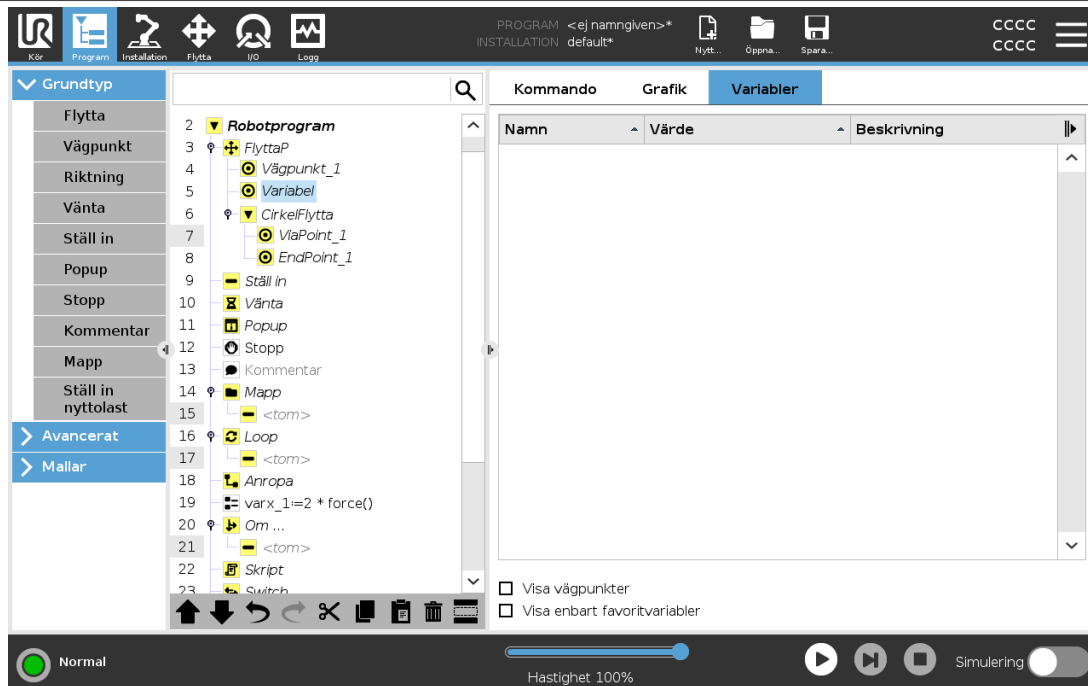 PROGRAM <ej namngiven>*
INSTALLATION default*
CCCC
CCCC
Kör
Program
Installation
Flytta
I/O
Logg
Nytt...
Öppna...
Spara...
Grundtyp
Flytta
Vägpunkt
Riktning
Vänta
Ställ in
Popup
Stopp
Kommentar
Mapp
Ställ in
nyttolast
Avancerat
Mallar
2 Robotprogram
3 FlyttaP
4 Vägpunkt_1
5 Variabel
6 CirkelFlytta
7 ViaPoint_1
8 EndPoint_1
9 Ställ in
10 Vänta
11 Popup
12 Stopp
13 Kommentar
14 Mapp
15 <tom>
16 Loop
17 <tom>
18 Anropa
19 varx_1:=2 * force()
20 Om ...
21 <tom>
22 Skript
23 Switch
Kommando
Grafik
Variabler
Namn
Värde
Beskrivning
Visa vägpunkter
Visa enbart favoritvariabler
Normal
Hastighet 100%
Simulering